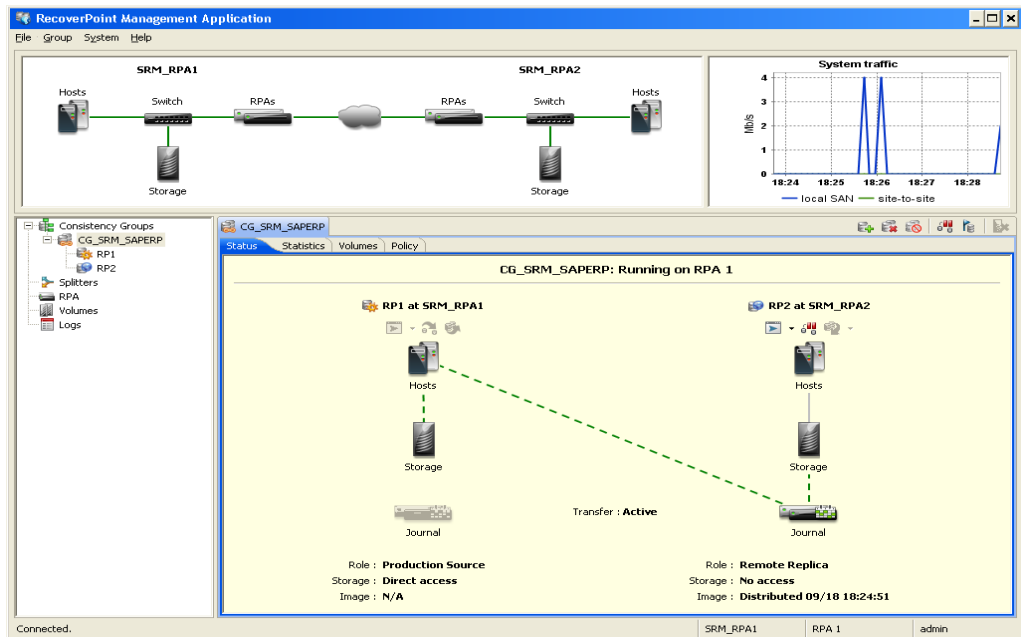 RecoverPoint Management Application
File Group System Help
SRM_RPA1
SRM_RPA2
Hosts
Switch
RPAs
RPAs
Switch
Hosts
Storage
Storage
System traffic
Mb/s
4
3
2
1
0
18:24 18:25 18:26 18:27 18:28
local SAN site-to-site
Consistency Groups
CG_SRM_SAPERP
RP1
RP2
Splitters
RPA
Volumes
Logs
CG_SRM_SAPERP
Status Statistics Volumes Policy
CG_SRM_SAPERP: Running on RPA 1
RP1 at SRM_RPA1
RP2 at SRM_RPA2
Hosts
Hosts
Storage
Storage
Transfer : Active
Journal
Journal
Role : Production Source
Storage : Direct access
Image : N/A
Role : Remote Replica
Storage : No access
Image : Distributed 09/18 18:24:51
Connected.
SRM_RPA1
RPA 1
admin